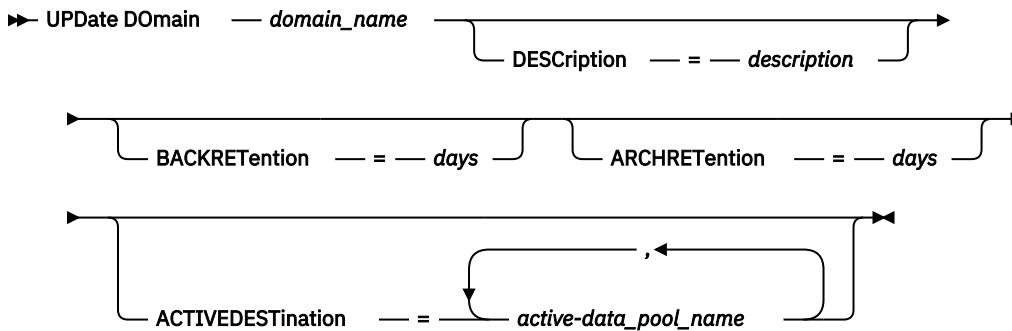 UPDate DOmain domain_name
DESCription = description
BACKRETention = days ARCHRETention = days
,
ACTIVEDESTination = active-data_pool_name